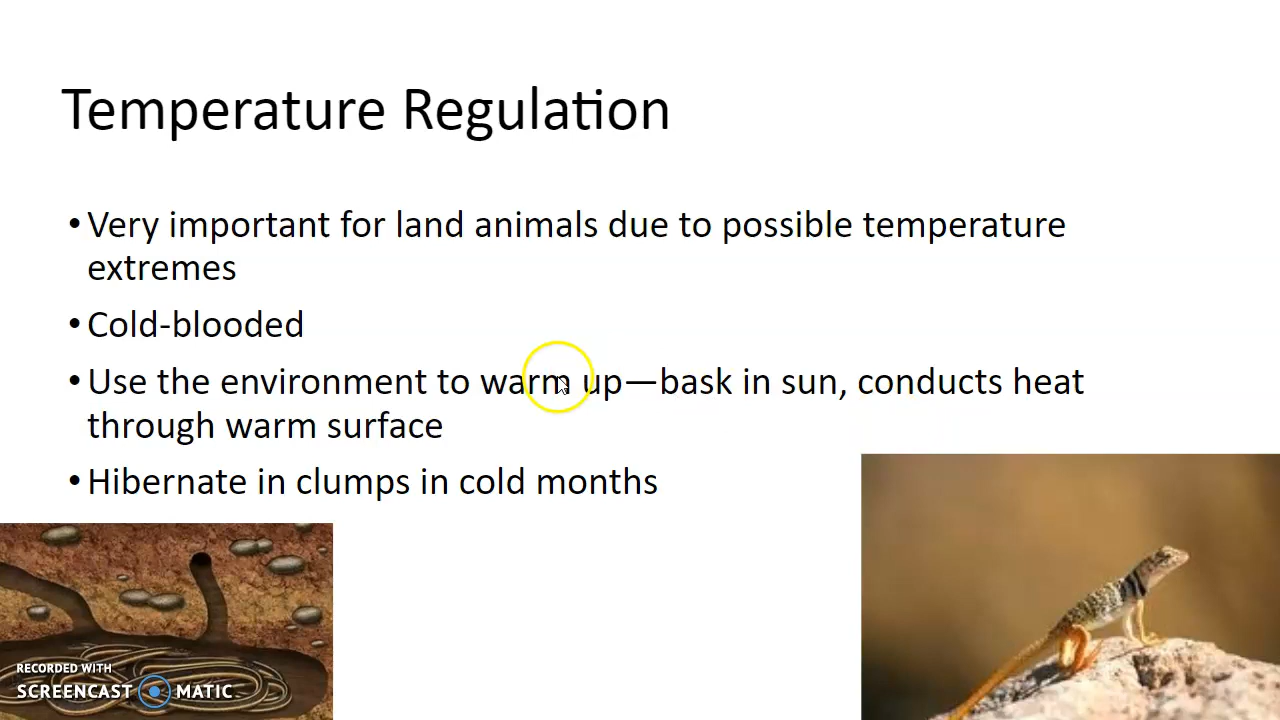 Temperature Regulation
• Very important for land animals due to possible temperature
extremes
• Cold-blooded
• Use the environment to warm up—bask in sun, conducts heat
through warm surface
• Hibernate in clumps in cold months
RECORDED WITH
SCREENCAST MATIC